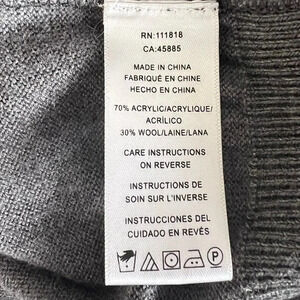 RN:111818
CA:45885
MADE IN CHINA
FABRIQUÉ EN CHINE
HECHO EN CHINA
70% ACRYLIC/ACRYLIQUE/
ACRÍLICO
30% WOOL/LAINE/LANA
CARE INSTRUCTIONS
ON REVERSE
INSTRUCTIONS DE
SOIN SUR L'INVERSE
INSTRUCCIONES DEL
CUIDADO EN REVÉS
P